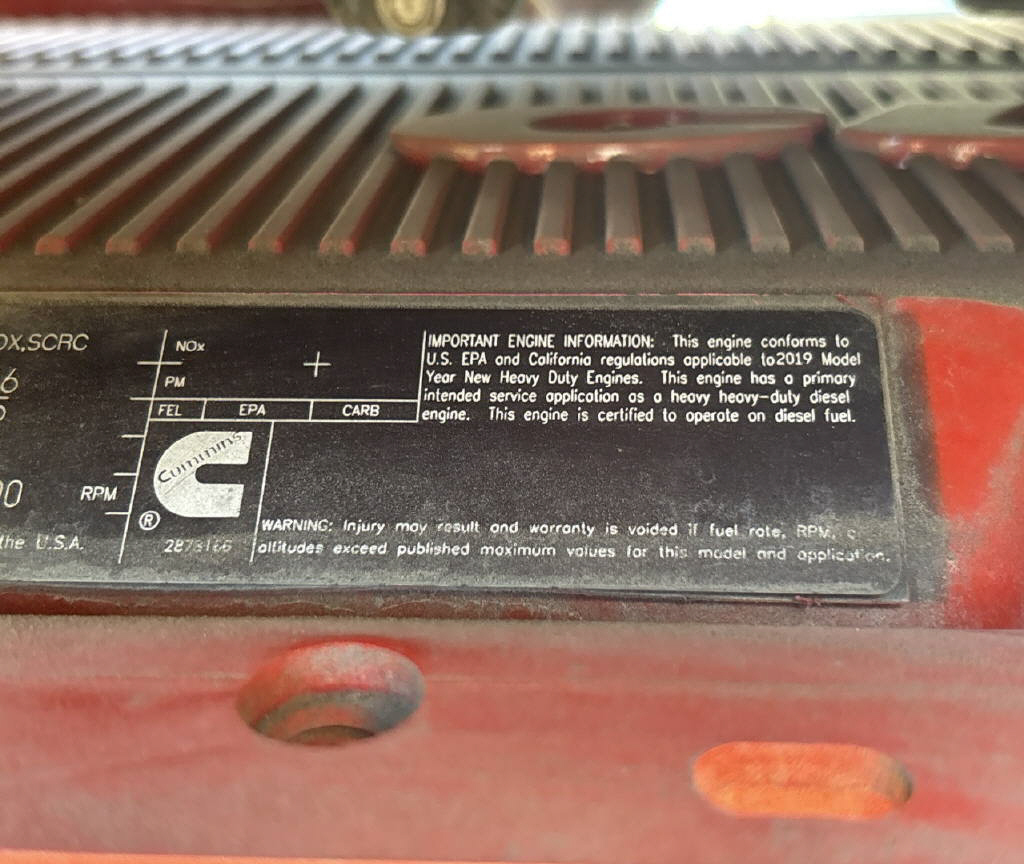 OX,SCRC
NOx
PM
FEL EPA CARB
IMPORTANT ENGINE INFORMATION: This engine conforms to
U.S. EPA and California regulations applicable to2019 Model
Year New Heavy Duty Engines. This engine has a primary
intended service application as a heavy heavy-duty diesel
engine. This engine is certified to operate on diesel fuel.
Cummins
RPM
®
the U.S.A.
WARNING: Injury may result and warranty is voided if fuel rate, RPM,
altitudes exceed published maximum values for this model and application.